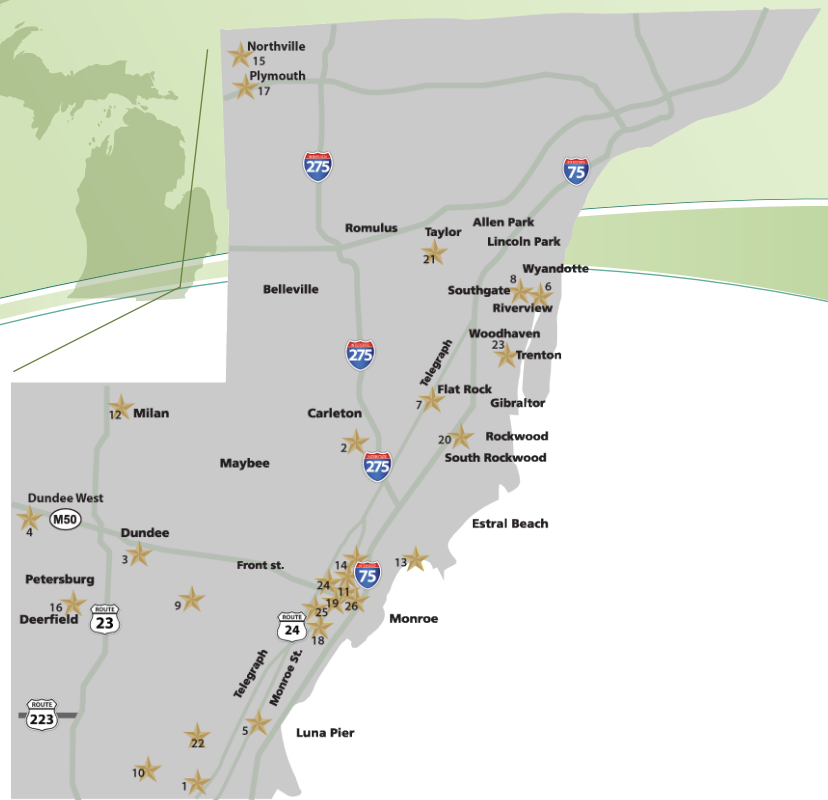 Northville
15
Plymouth
17
275
75
Romulus
Taylor
21
Allen Park
Lincoln Park
Wyandotte
8
6
Southgate
Riverview
Belleville
Woodhaven
23
Trenton
275
Telegraph
Flat Rock
7
Gibraltor
12
Milan
Carleton
2
20
Rockwood
South Rockwood
Maybee
275
Dundee West
M50
4
Estral Beach
Dundee
3
Front st.
14
13
75
Petersburg
24
11
16
9
19
26
Deerfield
ROUTE
23
25
ROUTE
24
Monroe
18
Telegraph
Monroe St.
ROUTE
223
5
Luna Pier
22
10
1